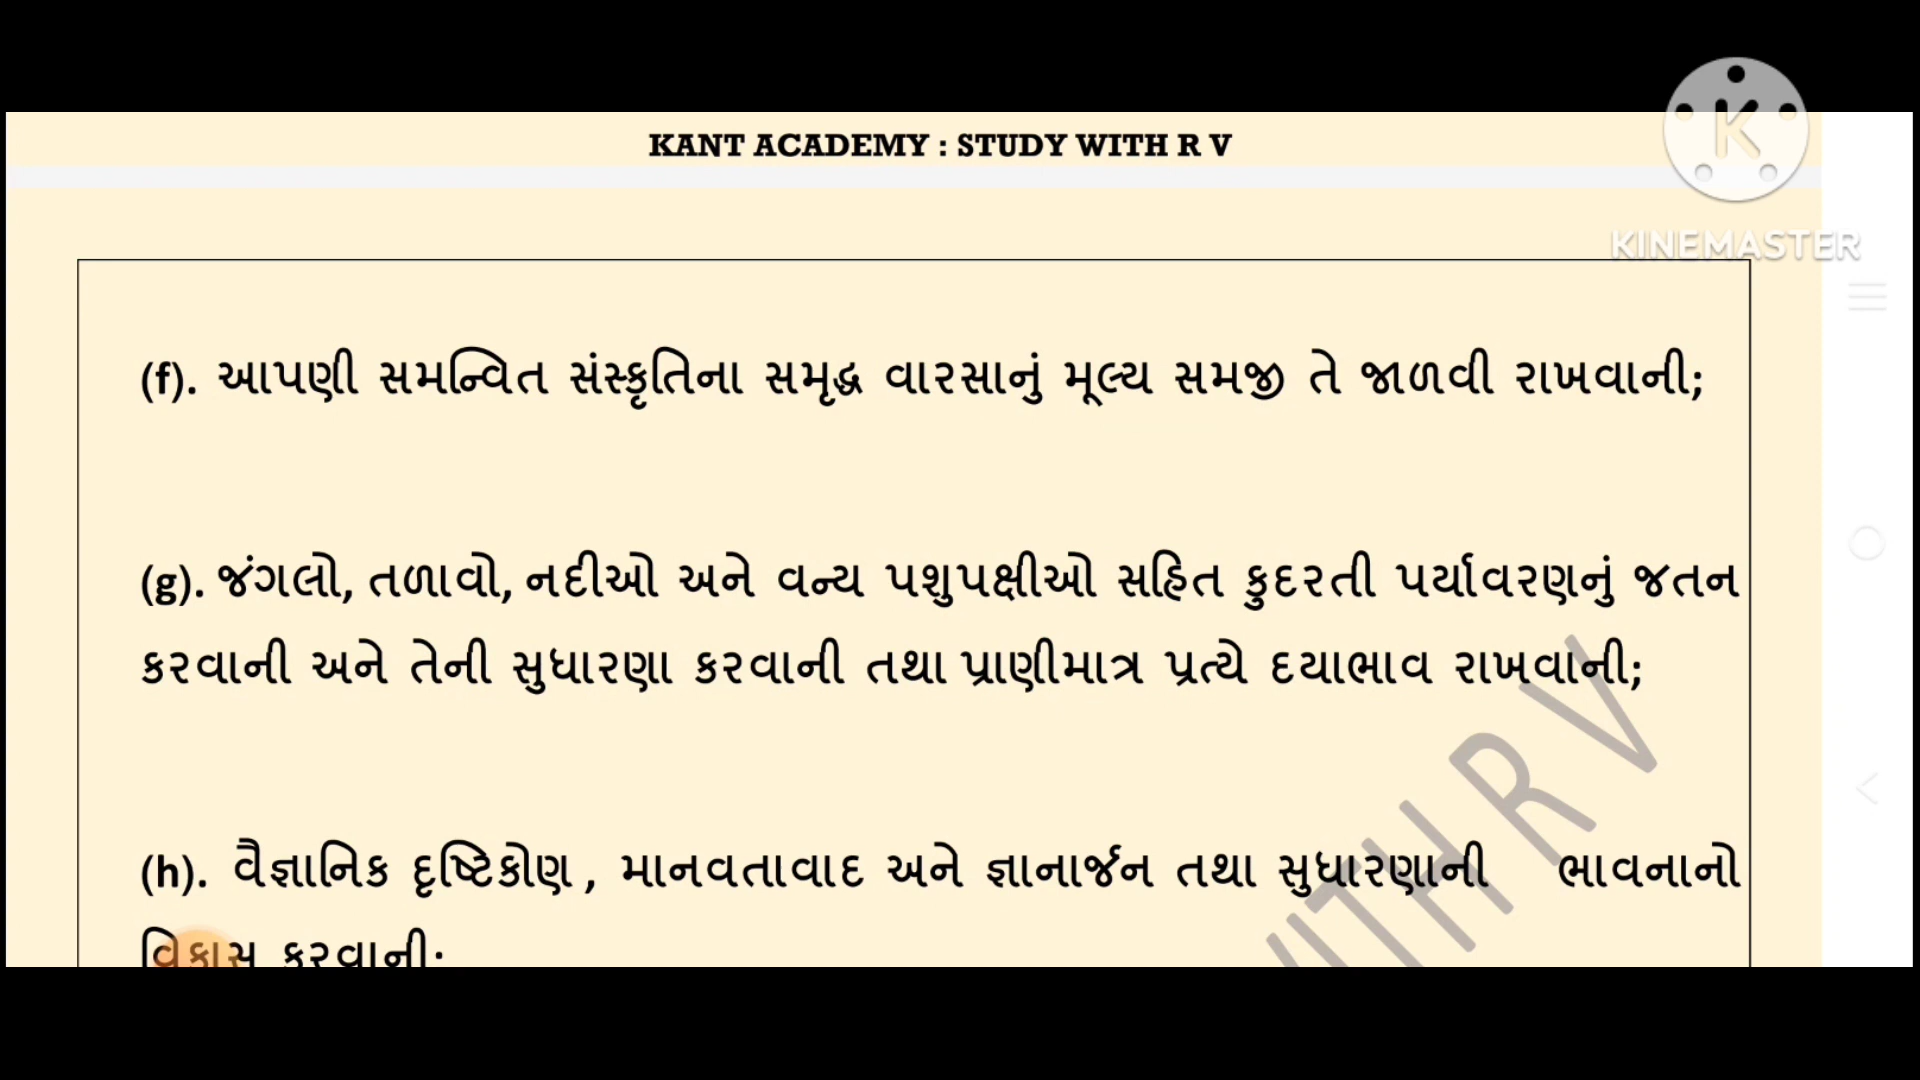 KANT ACADEMY : STUDY WITH R V
KINEMASTER
(f). આપણી સમન્વિત સંસ્કૃતિના સમૃદ્ધ વારસાનું મૂલ્ય સમજી તે જાળવી રાખવાની;
(g). જંગલો, તળાવો, નદીઓ અને વન્ય પશુપક્ષીઓ સહિત કુદરતી પર્યાવરણનું જતન
કરવાની અને તેની સુધારણા કરવાની તથા પ્રાણીમાત્ર પ્રત્યે દયાભાવ રાખવાની;
(h). વૈજ્ઞાનિક દૃષ્ટિકોણ , માનવતાવાદ અને જ્ઞાનાર્જન તથા સુધારણાની ભાવનાનો
વિકાસ કરવાની;
WITH R V